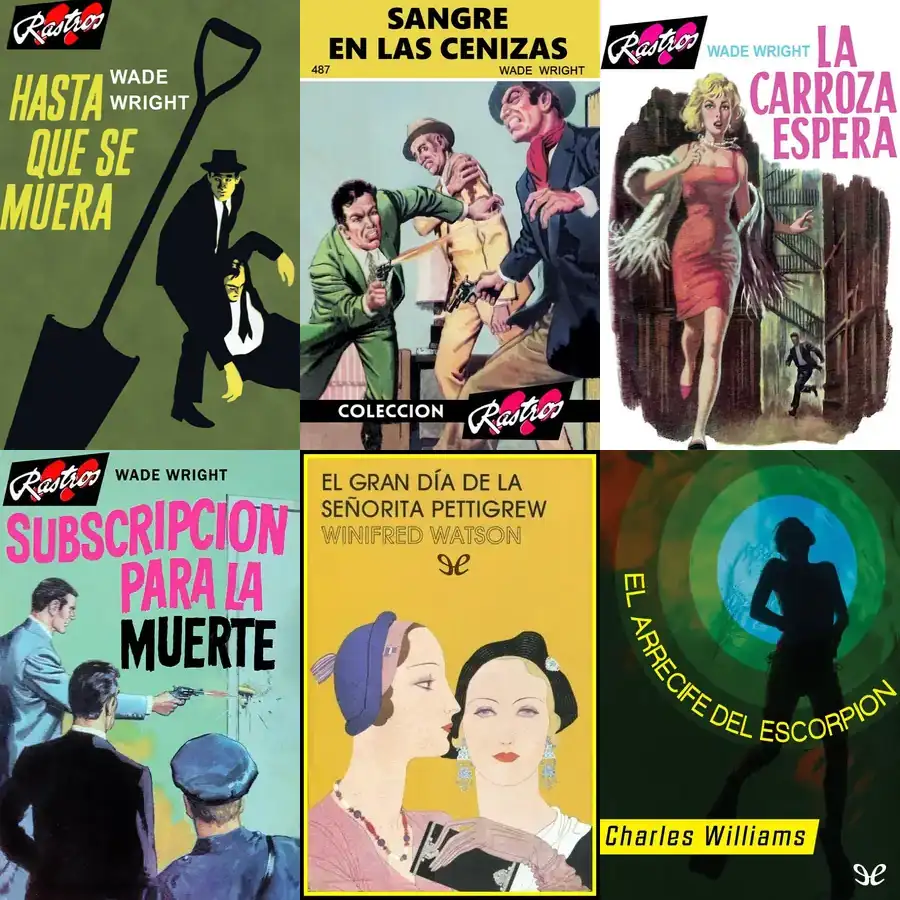 Rastros
HASTA
QUE SE
MUERA
WADE
WRIGHT
SANGRE
EN LAS CENIZAS
487
WADE WRIGHT
COLECCION
Rastros
Rastros
WADE WRIGHT
LA
CARROZA
ESPERA
Rastros
WADE WRIGHT
SUBSCRIPCION
PARA LA
MUERTE
EL GRAN DÍA DE LA
SEÑORITA PETTIGREW
WINIFRED WATSON
EL ARRECIFE DEL ESCORPION
Charles Williams